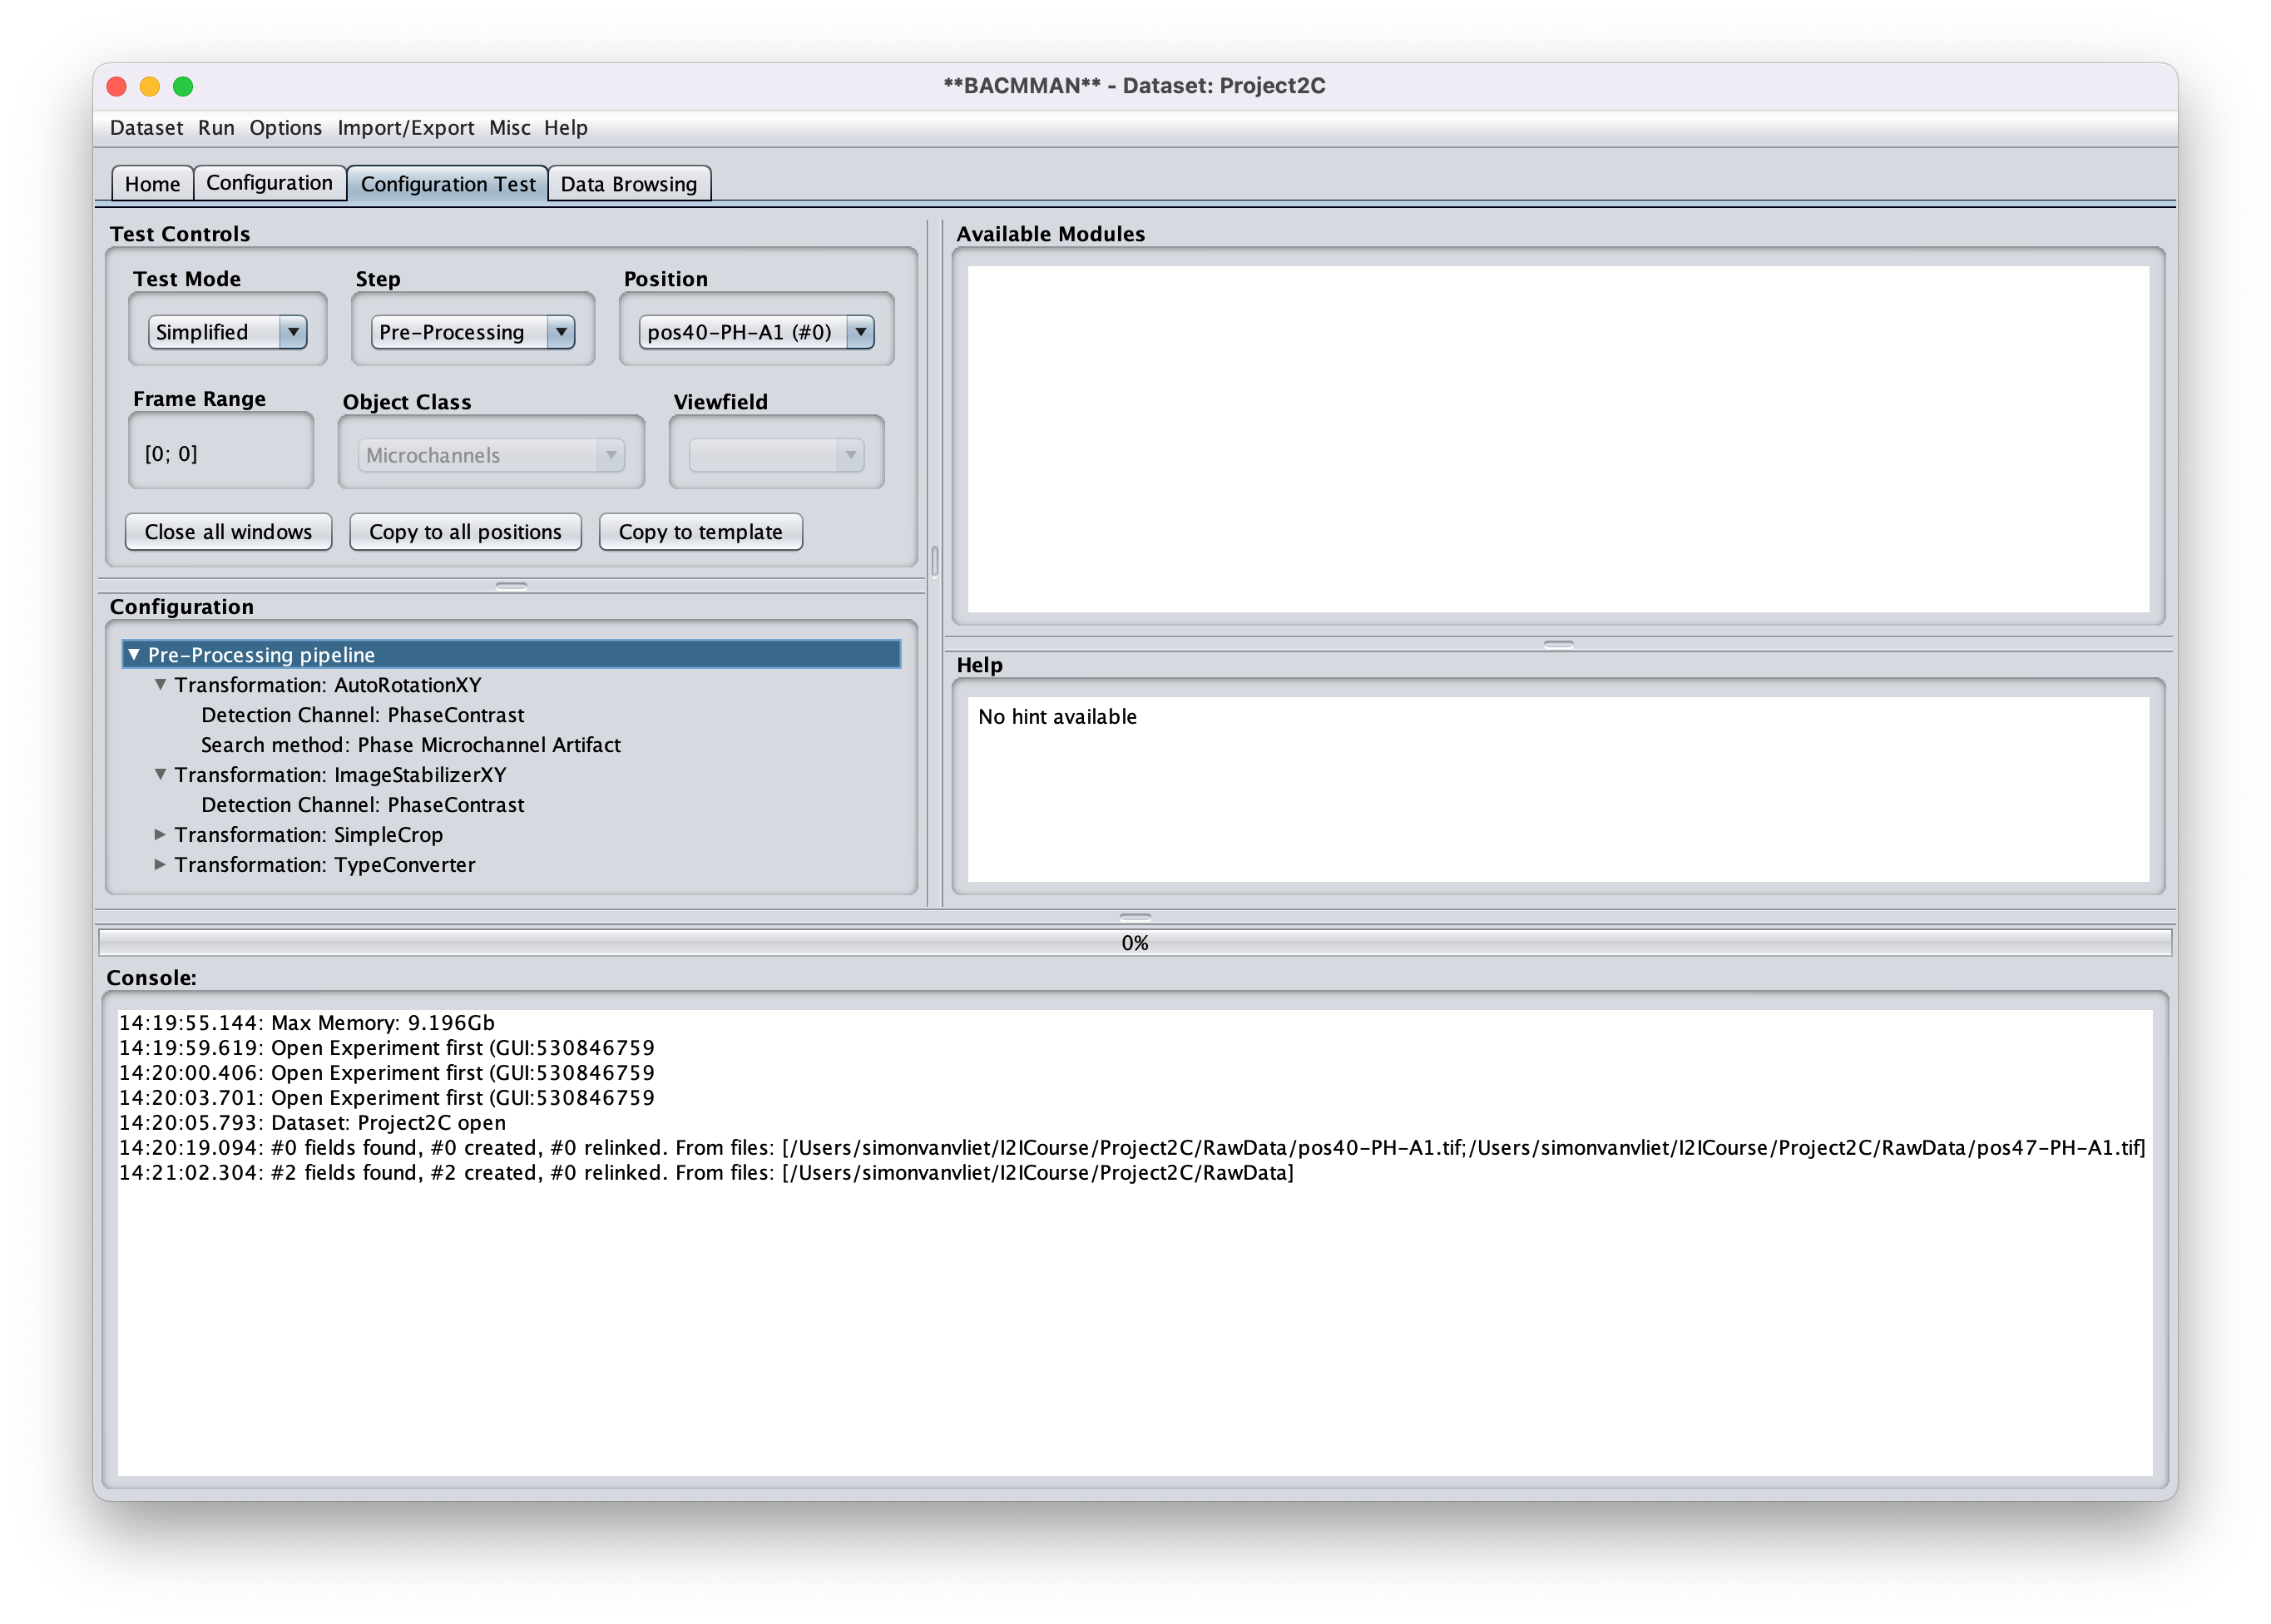 **BACMMAN** - Dataset: Project2C
Dataset Run Options Import/Export Misc Help
Home Configuration Configuration Test Data Browsing
Test Controls
Test Mode Step Position
Simplified Pre-Processing pos40-PH-A1 (#0)
Frame Range Object Class Viewfield
[0; 0] Microchannels
Close all windows Copy to all positions Copy to template
Configuration
Pre-Processing pipeline
Transformation: AutoRotationXY
Detection Channel: PhaseContrast
Search method: Phase Microchannel Artifact
Transformation: ImageStabilizerXY
Detection Channel: PhaseContrast
Transformation: SimpleCrop
Transformation: TypeConverter
Available Modules
Help
No hint available
0%
Console:
14:19:55.144: Max Memory: 9.196Gb
14:19:59.619: Open Experiment first (GUI:530846759
14:20:00.406: Open Experiment first (GUI:530846759
14:20:03.701: Open Experiment first (GUI:530846759
14:20:05.793: Dataset: Project2C open
14:20:19.094: #0 fields found, #0 created, #0 relinked. From files: [/Users/simonvanvliet/I2ICourse/Project2C/RawData/pos40-PH-A1.tif;/Users/simonvanvliet/I2ICourse/Project2C/RawData/pos47-PH-A1.tif]
14:21:02.304: #2 fields found, #2 created, #0 relinked. From files: [/Users/simonvanvliet/I2ICourse/Project2C/RawData]